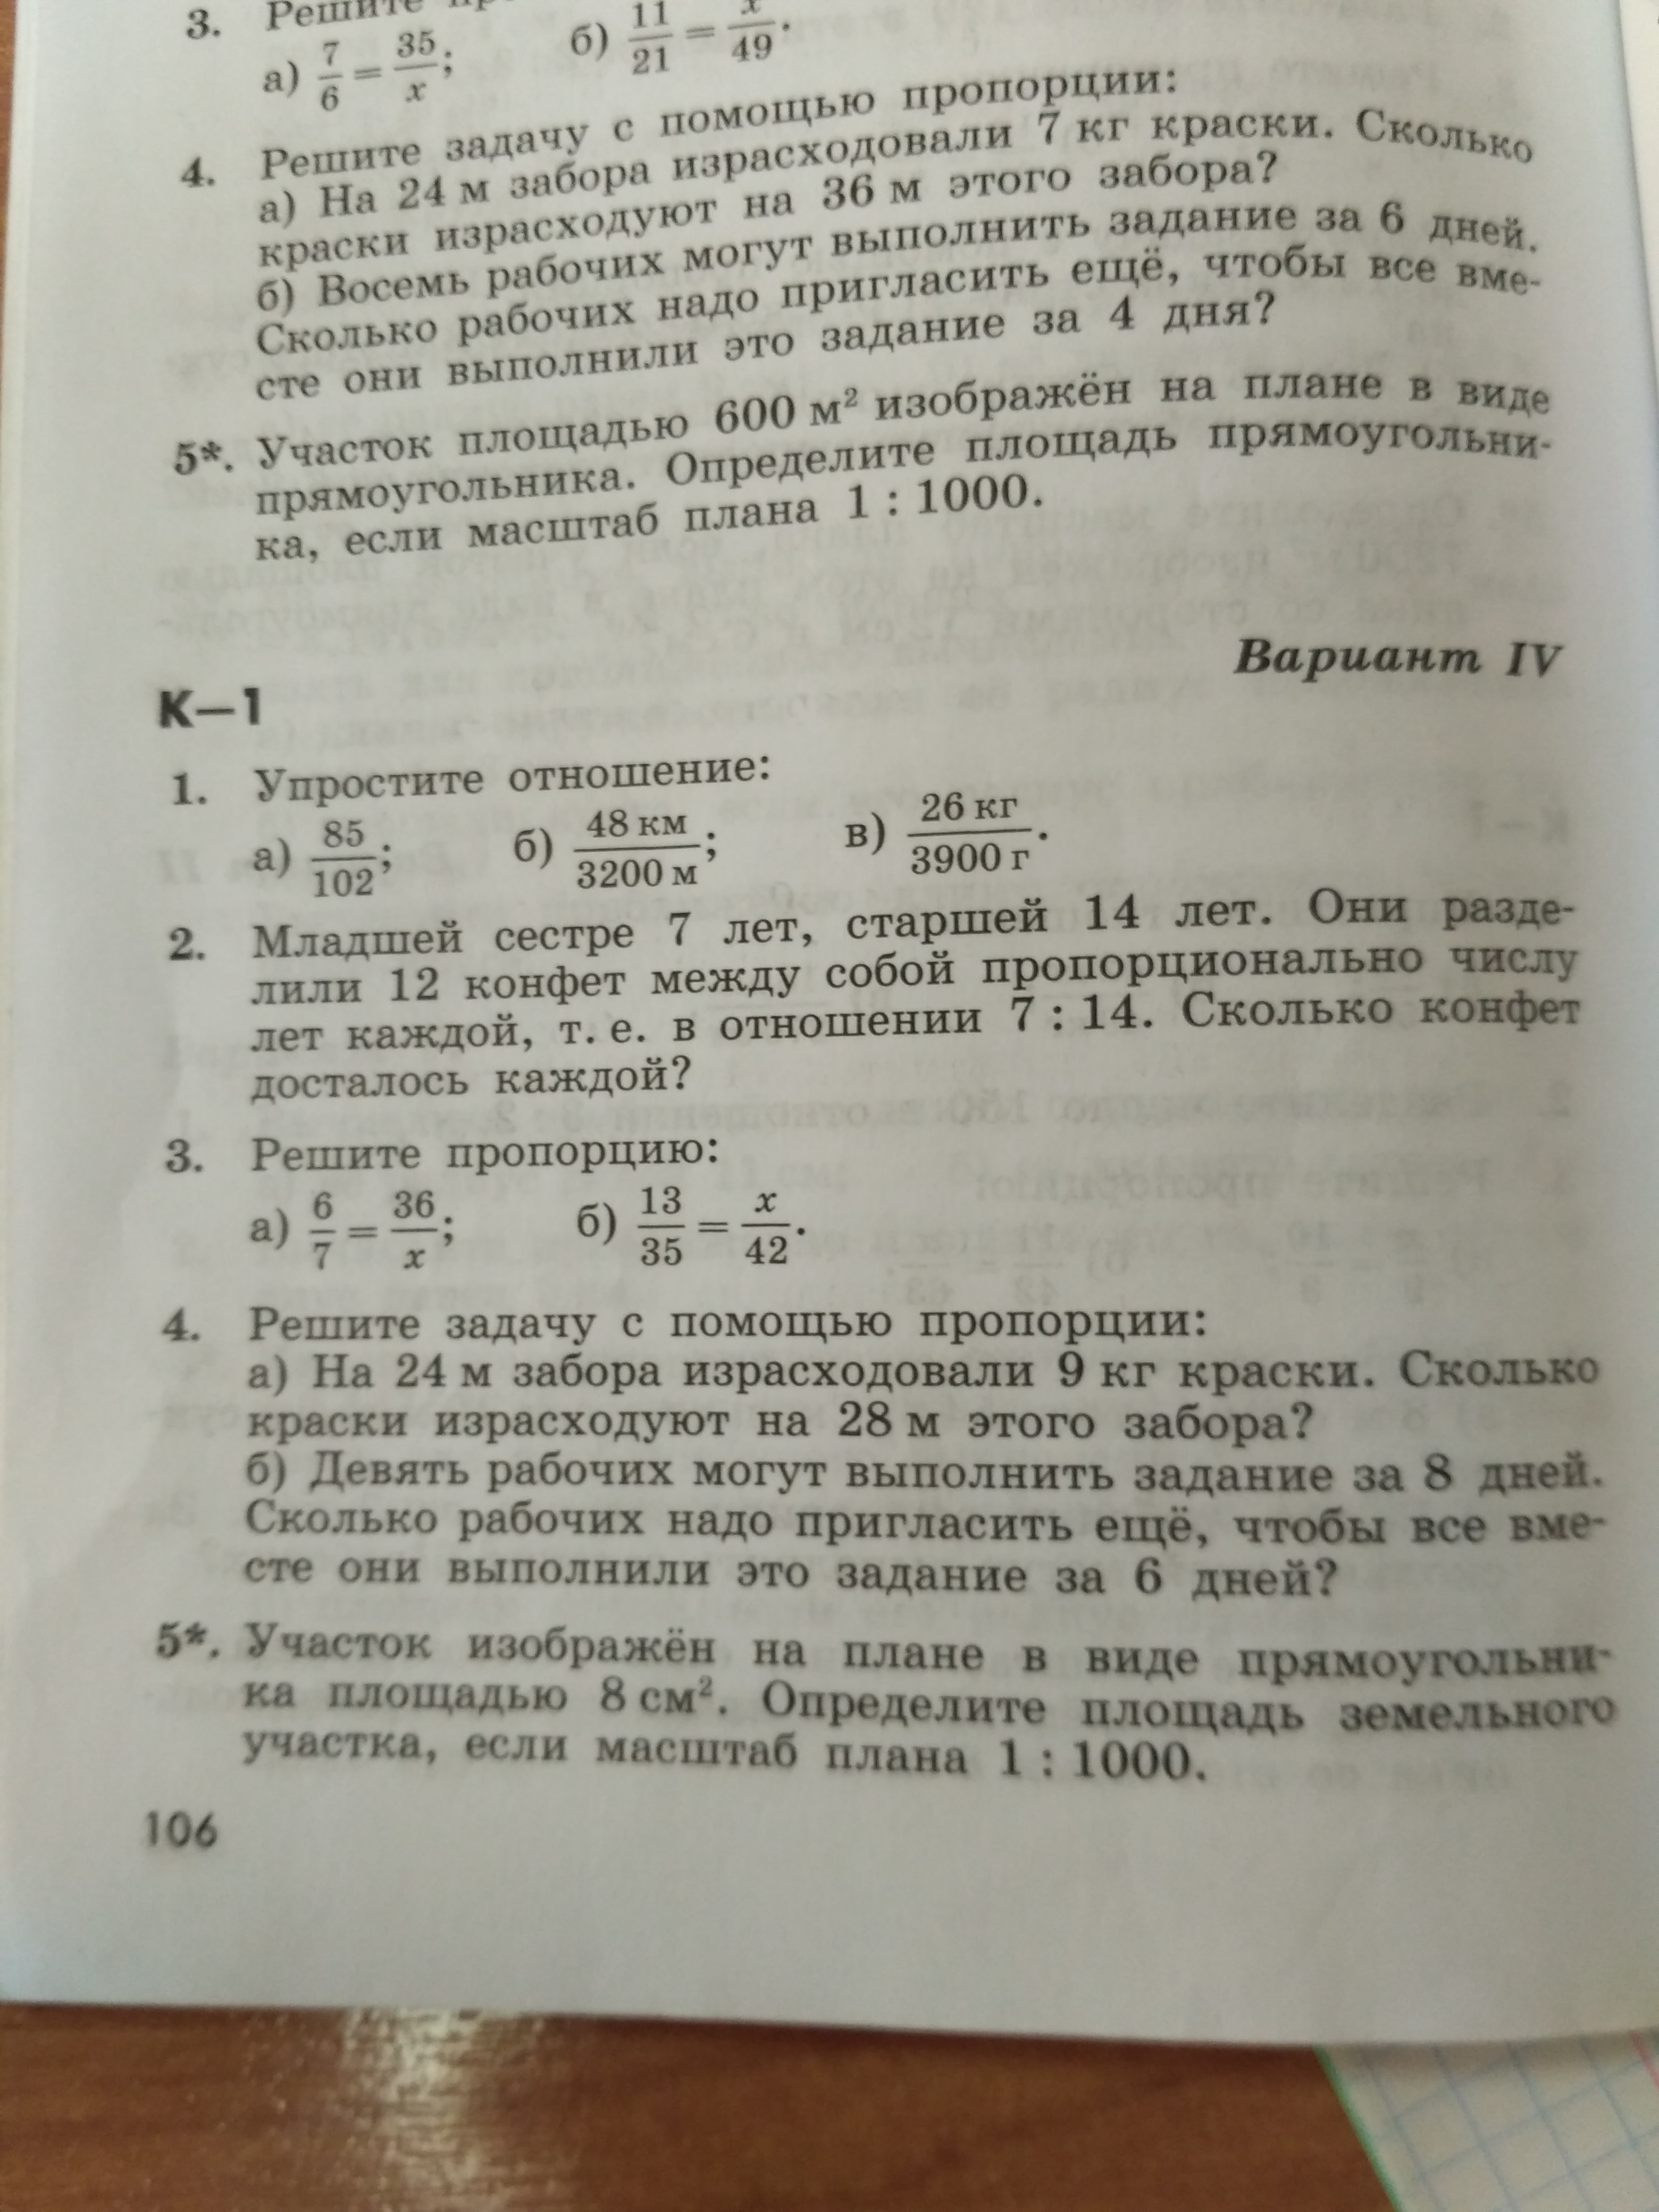 3. Решите
а) 7/6 = 35/x; б) 11/21 = x/49.
4. Решите задачу с помощью пропорции:
а) На 24 м забора израсходовали 7 кг краски. Сколько
краски израсходуют на 36 м этого забора?
б) Восемь рабочих могут выполнить задание за 6 дней.
Сколько рабочих надо пригласить ещё, чтобы все вме-
сте они выполнили это задание за 4 дня?
5*. Участок площадью 600 м² изображён на плане в виде
прямоугольника. Определите площадь прямоугольни-
ка, если масштаб плана 1 : 1000.
К—1 Вариант IV
1. Упростите отношение:
а) 85/102; б) 48 км/3200 м; в) 26 кг/3900 г.
2. Младшей сестре 7 лет, старшей 14 лет. Они разде-
лили 12 конфет между собой пропорционально числу
лет каждой, т. е. в отношении 7 : 14. Сколько конфет
досталось каждой?
3. Решите пропорцию:
а) 6/7 = 36/x; б) 13/35 = x/42.
4. Решите задачу с помощью пропорции:
а) На 24 м забора израсходовали 9 кг краски. Сколько
краски израсходуют на 28 м этого забора?
б) Девять рабочих могут выполнить задание за 8 дней.
Сколько рабочих надо пригласить ещё, чтобы все вме-
сте они выполнили это задание за 6 дней?
5*. Участок изображён на плане в виде прямоугольни-
ка площадью 8 см². Определите площадь земельного
участка, если масштаб плана 1 : 1000.
106